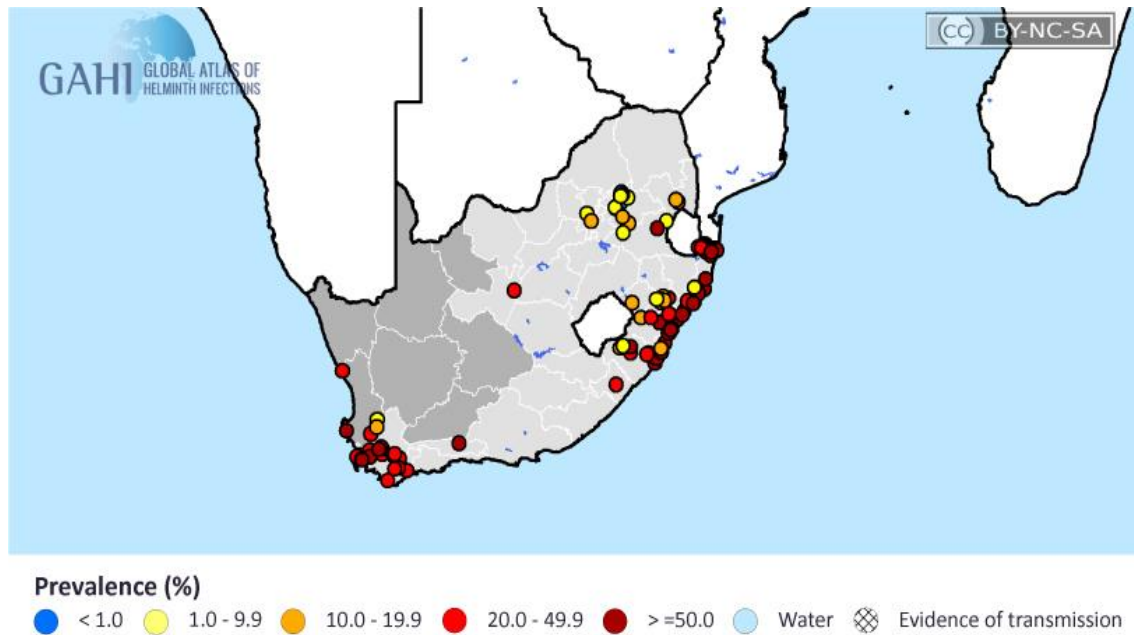 GAHI GLOBAL ATLAS OF
HELMINTH INFECTIONS
CC BY-NC-SA
Prevalence (%)
< 1.0 1.0 - 9.9 10.0 - 19.9 20.0 - 49.9 > =50.0 Water Evidence of transmission